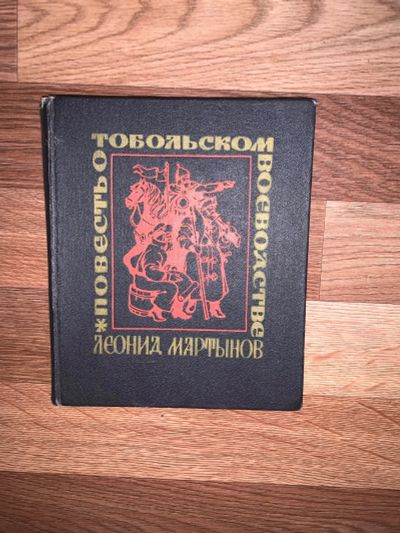 *ПОВЕСТЬ О
ТОБОЛЬСКОМ
ВОЕВОДСТВЕ
ЛЕОНИД МАРТЫНОВ